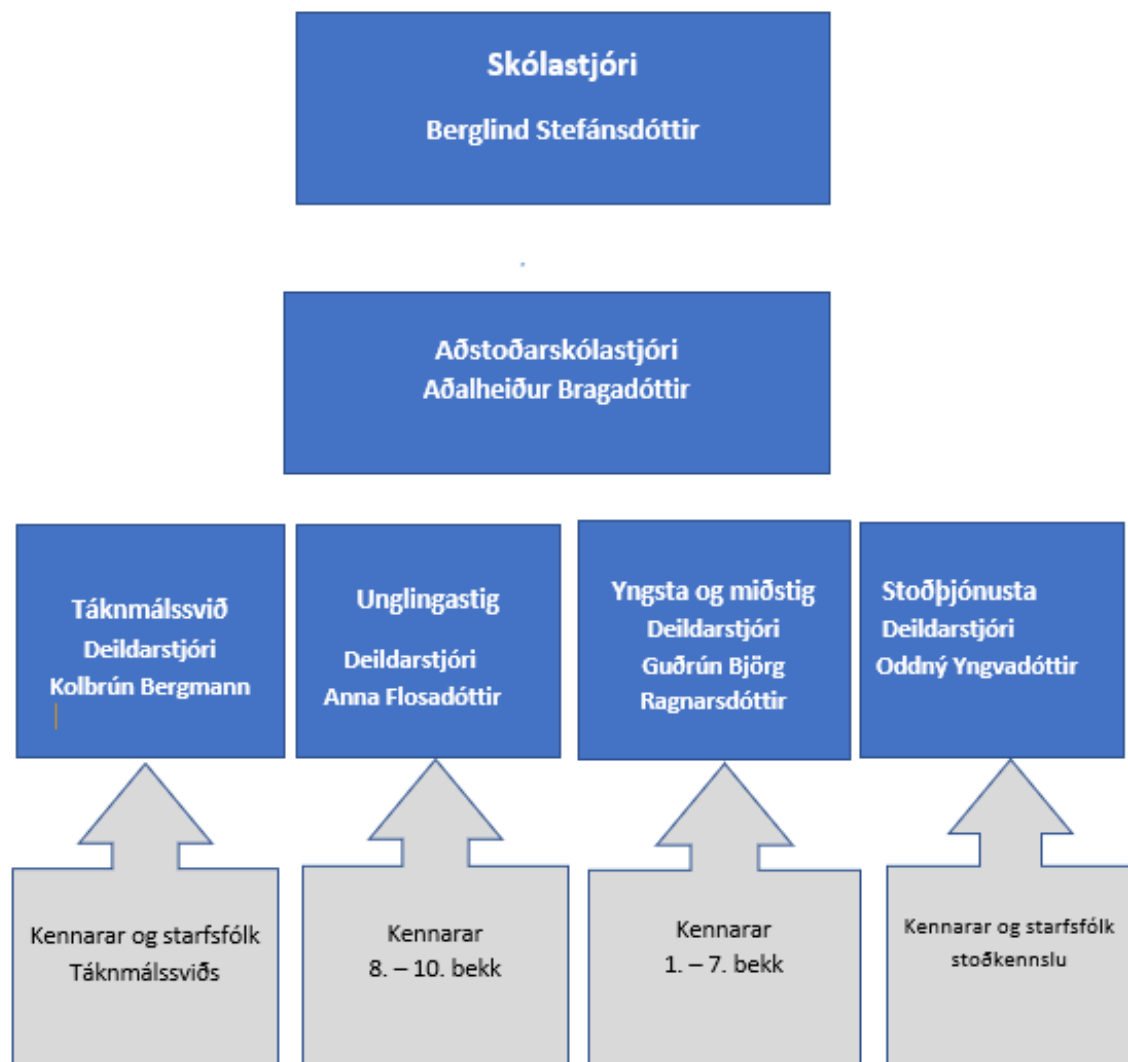 Skólastjóri
Berglind Stefánsdóttir
Aðstoðarskólastjóri
Aðalheiður Bragadóttir
Táknmálssvið
Deildarstjóri
Kolbrún Bergmann
Unglingastig
Deildarstjóri
Anna Flosadóttir
Yngsta og miðstig
Deildarstjóri
Guðrún Björg
Ragnarsdóttir
Stoðþjónusta
Deildarstjóri
Oddný Yngvadóttir
Kennarar og starfsfólk
Táknmálssviðs
Kennarar
8. – 10. bekk
Kennarar
1. – 7. bekk
Kennarar og starfsfólk
stoðkennslu